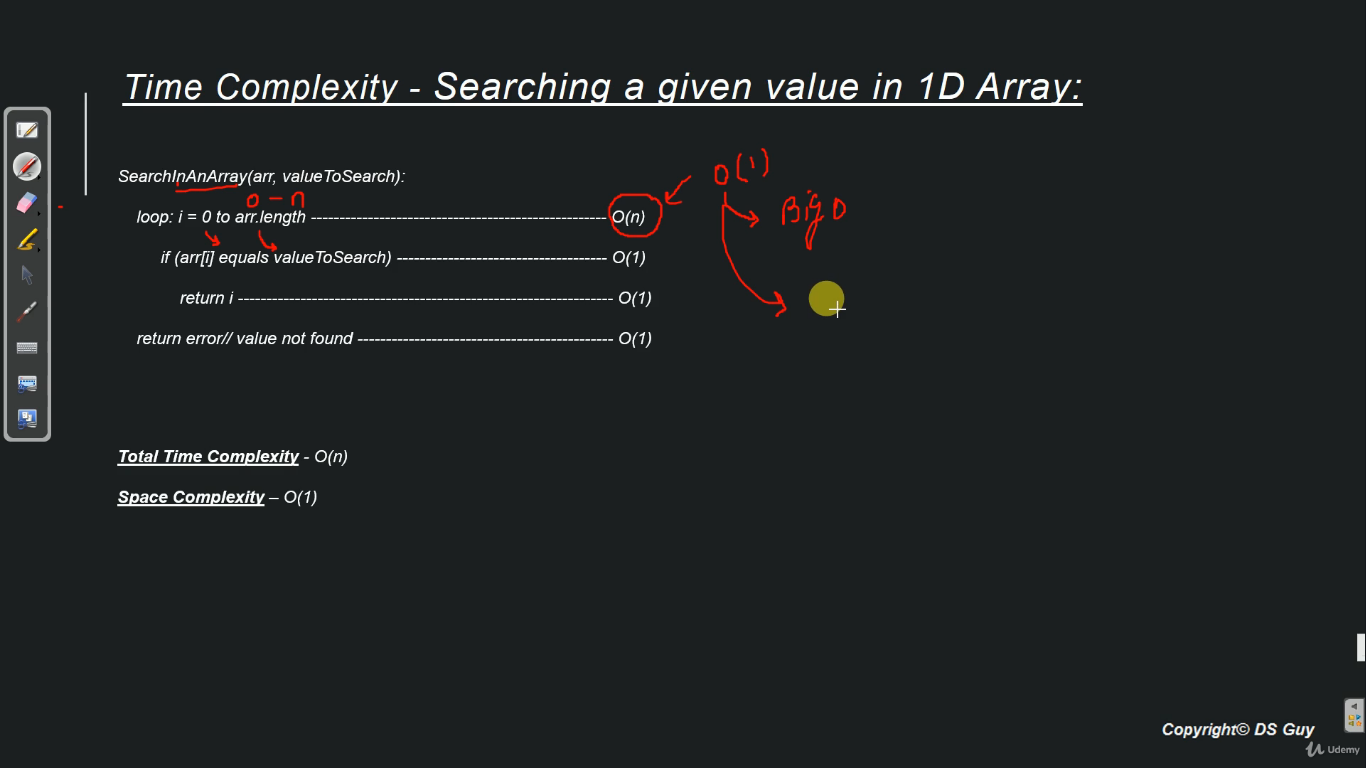 Time Complexity - Searching a given value in 1D Array:
SearchInAnArray(arr, valueToSearch):
O(1)
0 - n
Big O
loop: i = 0 to arr.length --------------------------------------------------- O(n)
if (arr[i] equals valueToSearch) ------------------------------------- O(1)
return i ------------------------------------------------------------------ O(1)
return error// value not found --------------------------------------------- O(1)
Total Time Complexity - O(n)
Space Complexity – O(1)
Copyright© DS Guy
Udemy